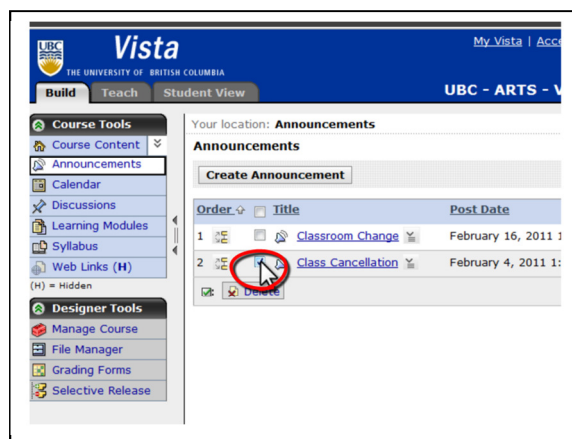 UBC
Vista
THE UNIVERSITY OF BRITISH COLUMBIA
My Vista | Acce
Build Teach Student View
UBC - ARTS - V
Course Tools
Course Content
Announcements
Calendar
Discussions
Learning Modules
Syllabus
Web Links (H)
(H) = Hidden
Designer Tools
Manage Course
File Manager
Grading Forms
Selective Release
Your location: Announcements
Announcements
Create Announcement
Order Title Post Date
1 Classroom Change February 16, 2011 1
2 Class Cancellation February 4, 2011 1:
Delete